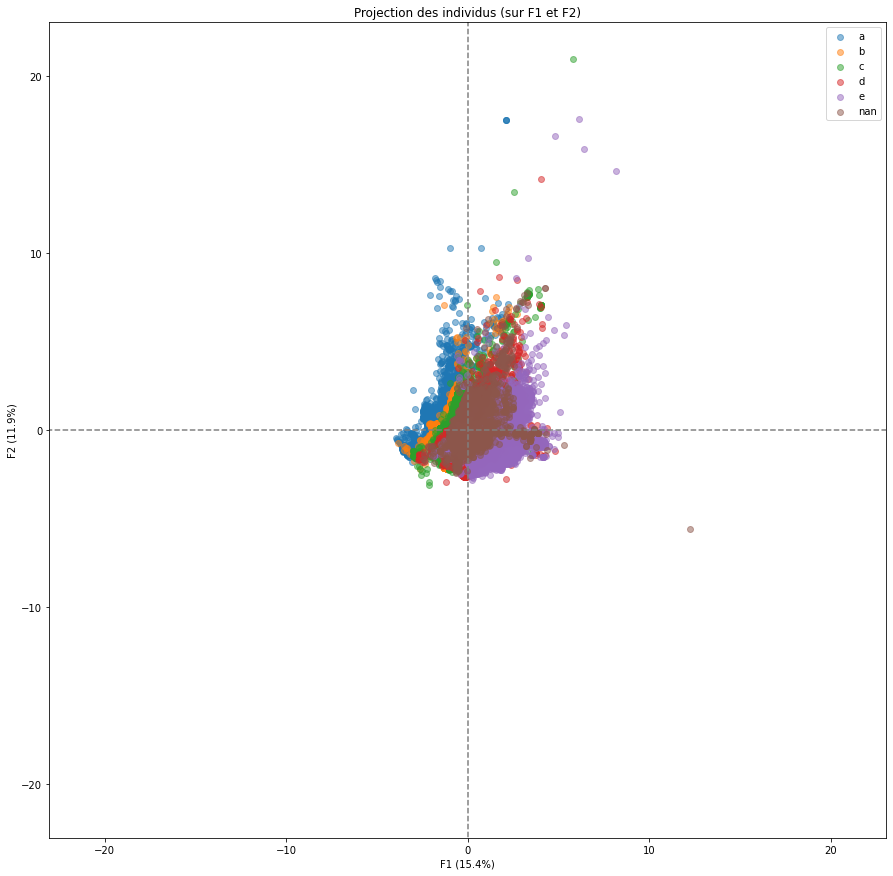 Projection des individus (sur F1 et F2)
a
b
c
d
e
nan
20
10
0
−10
−20
F2 (11.9%)
−20
−10
0
10
20
F1 (15.4%)